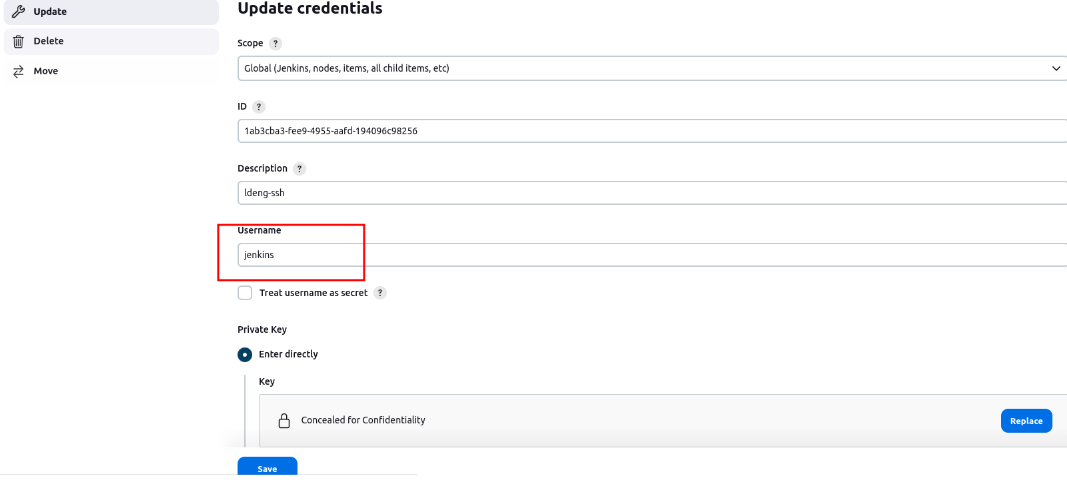 Update
Delete
Move
Update credentials
Scope ?
Global (Jenkins, nodes, items, all child items, etc)
ID ?
1ab3cba3-fee9-4955-aafd-194096c98256
Description ?
ldeng-ssh
Username
jenkins
Treat username as secret ?
Private Key
Enter directly
Key
Concealed for Confidentiality
Replace
Save